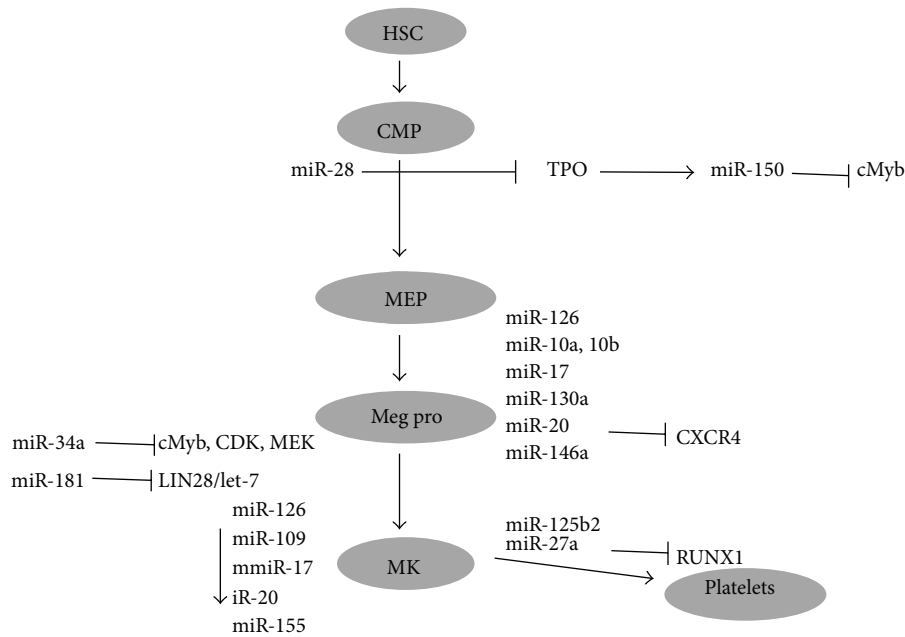 HSC
CMP
miR-28 TPO miR-150 cMyb
MEP
miR-126
miR-10a, 10b
miR-17
miR-130a
miR-20
miR-146a
CXCR4
Meg pro
miR-34a cMyb, CDK, MEK
miR-181 LIN28/let-7
miR-126
miR-109
mmiR-17
iR-20
miR-155
miR-125b2
miR-27a
RUNX1
MK
Platelets